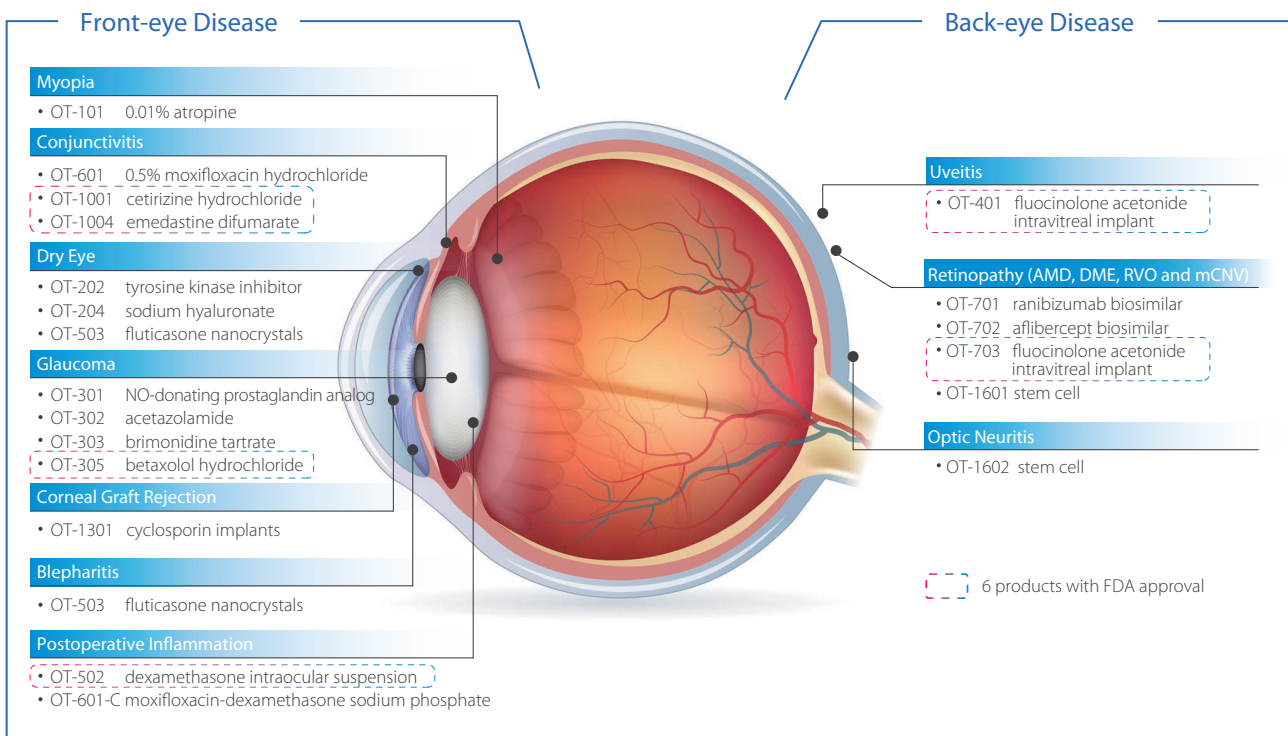 Front-eye Disease
Myopia
• OT-101 0.01% atropine
Conjunctivitis
• OT-601 0.5% moxifloxacin hydrochloride
• OT-1001 cetirizine hydrochloride
• OT-1004 emedastine difumarate
Dry Eye
• OT-202 tyrosine kinase inhibitor
• OT-204 sodium hyaluronate
• OT-503 fluticasone nanocrystals
Glaucoma
• OT-301 NO-donating prostaglandin analog
• OT-302 acetazolamide
• OT-303 brimonidine tartrate
• OT-305 betaxolol hydrochloride
Corneal Graft Rejection
• OT-1301 cyclosporin implants
Blepharitis
• OT-503 fluticasone nanocrystals
Postoperative Inflammation
• OT-502 dexamethasone intraocular suspension
• OT-601-C moxifloxacin-dexamethasone sodium phosphate
Back-eye Disease
Uveitis
• OT-401 fluocinolone acetonide
intravitreal implant
Retinopathy (AMD, DME, RVO and mCNV)
• OT-701 ranibizumab biosimilar
• OT-702 aflibercept biosimilar
• OT-703 fluocinolone acetonide
intravitreal implant
• OT-1601 stem cell
Optic Neuritis
• OT-1602 stem cell
6 products with FDA approval